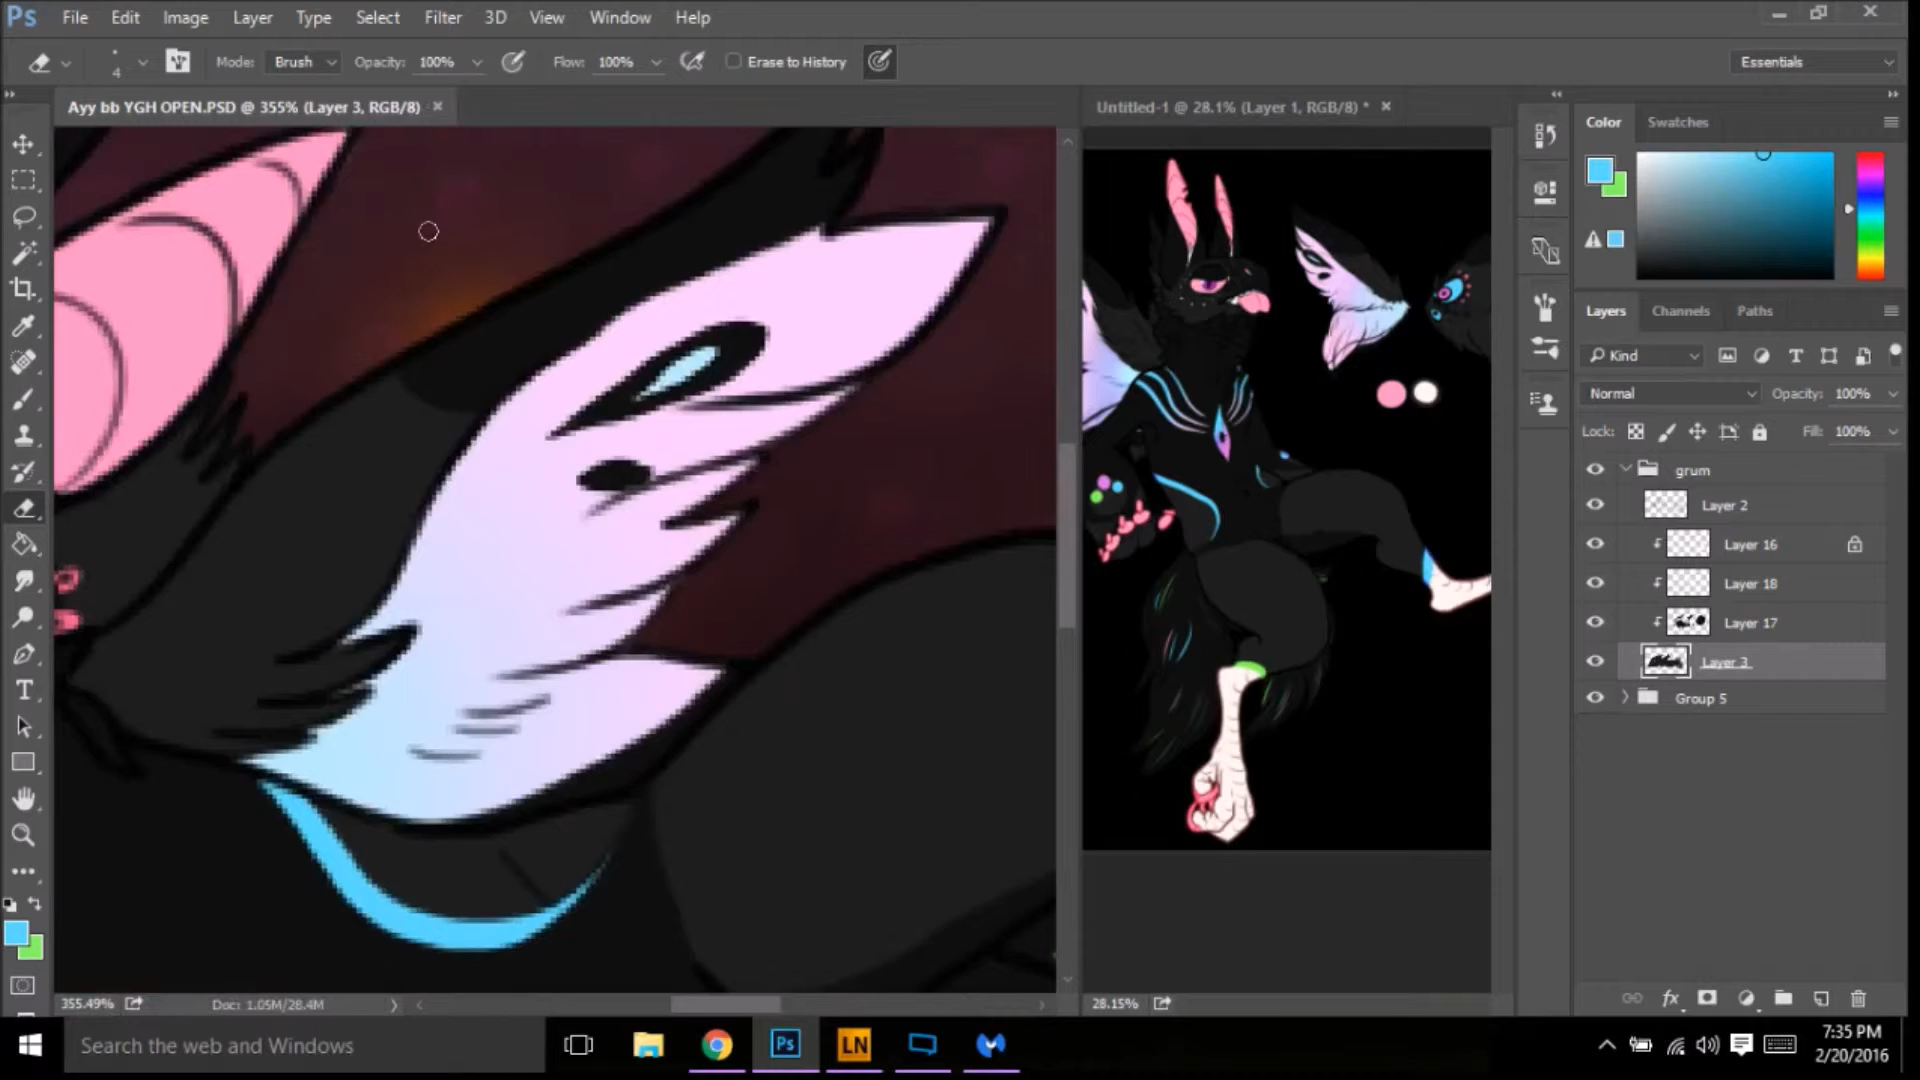 Ps File Edit Image Layer Type Select Filter 3D View Window Help
4 Mode: Brush Opacity: 100% Flow: 100% Erase to History Essentials
Ayy bb YGH OPEN.PSD @ 355% (Layer 3, RGB/8) × Untitled-1 @ 28.1% (Layer 1, RGB/8) * ×
Color Swatches
Layers Channels Paths
Kind
Normal Opacity: 100%
Lock: Fill: 100%
grum
Layer 2
Layer 16
Layer 18
Layer 17
Layer 3
Group 5
355.49% Doc: 1.05M/28.4M 28.15%
Search the web and Windows Ps LN
7:35 PM
2/20/2016